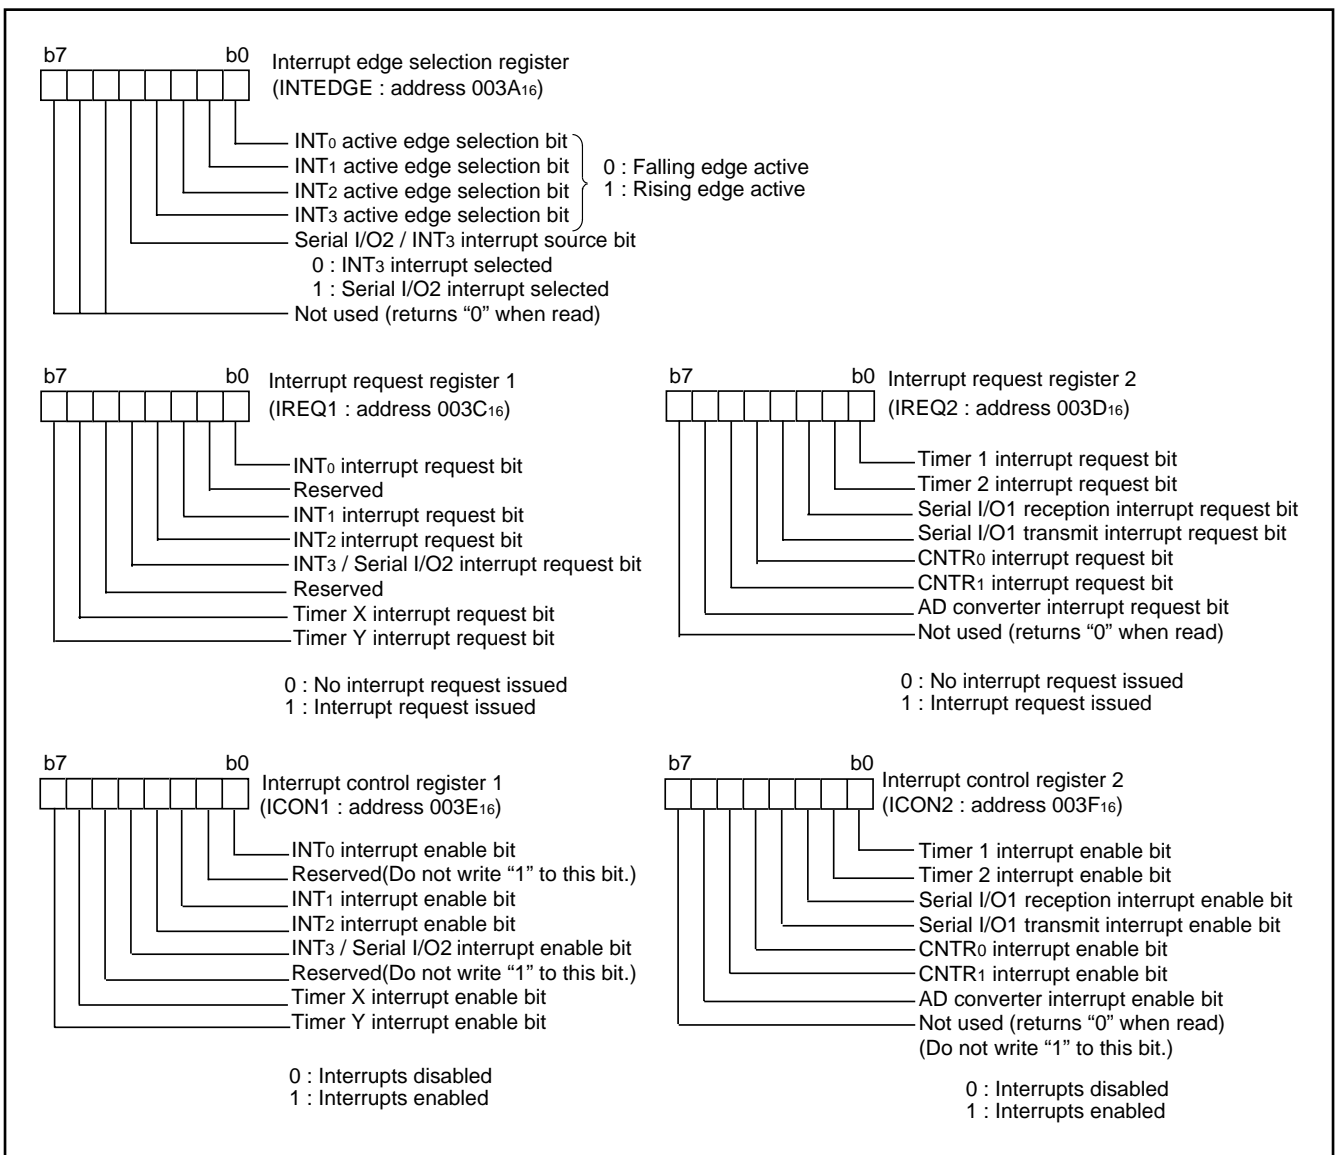 b7 b0 Interrupt edge selection register
(INTEDGE : address 003A16)
INT0 active edge selection bit
INT1 active edge selection bit
INT2 active edge selection bit
INT3 active edge selection bit
0 : Falling edge active
1 : Rising edge active
Serial I/O2 / INT3 interrupt source bit
0 : INT3 interrupt selected
1 : Serial I/O2 interrupt selected
Not used (returns “0” when read)
b7 b0 Interrupt request register 1
(IREQ1 : address 003C16)
INT0 interrupt request bit
Reserved
INT1 interrupt request bit
INT2 interrupt request bit
INT3 / Serial I/O2 interrupt request bit
Reserved
Timer X interrupt request bit
Timer Y interrupt request bit
0 : No interrupt request issued
1 : Interrupt request issued
b7 b0 Interrupt request register 2
(IREQ2 : address 003D16)
Timer 1 interrupt request bit
Timer 2 interrupt request bit
Serial I/O1 reception interrupt request bit
Serial I/O1 transmit interrupt request bit
CNTR0 interrupt request bit
CNTR1 interrupt request bit
AD converter interrupt request bit
Not used (returns “0” when read)
0 : No interrupt request issued
1 : Interrupt request issued
b7 b0 Interrupt control register 1
(ICON1 : address 003E16)
INT0 interrupt enable bit
Reserved(Do not write “1” to this bit.)
INT1 interrupt enable bit
INT2 interrupt enable bit
INT3 / Serial I/O2 interrupt enable bit
Reserved(Do not write “1” to this bit.)
Timer X interrupt enable bit
Timer Y interrupt enable bit
0 : Interrupts disabled
1 : Interrupts enabled
b7 b0 Interrupt control register 2
(ICON2 : address 003F16)
Timer 1 interrupt enable bit
Timer 2 interrupt enable bit
Serial I/O1 reception interrupt enable bit
Serial I/O1 transmit interrupt enable bit
CNTR0 interrupt enable bit
CNTR1 interrupt enable bit
AD converter interrupt enable bit
Not used (returns “0” when read)
(Do not write “1” to this bit.)
0 : Interrupts disabled
1 : Interrupts enabled